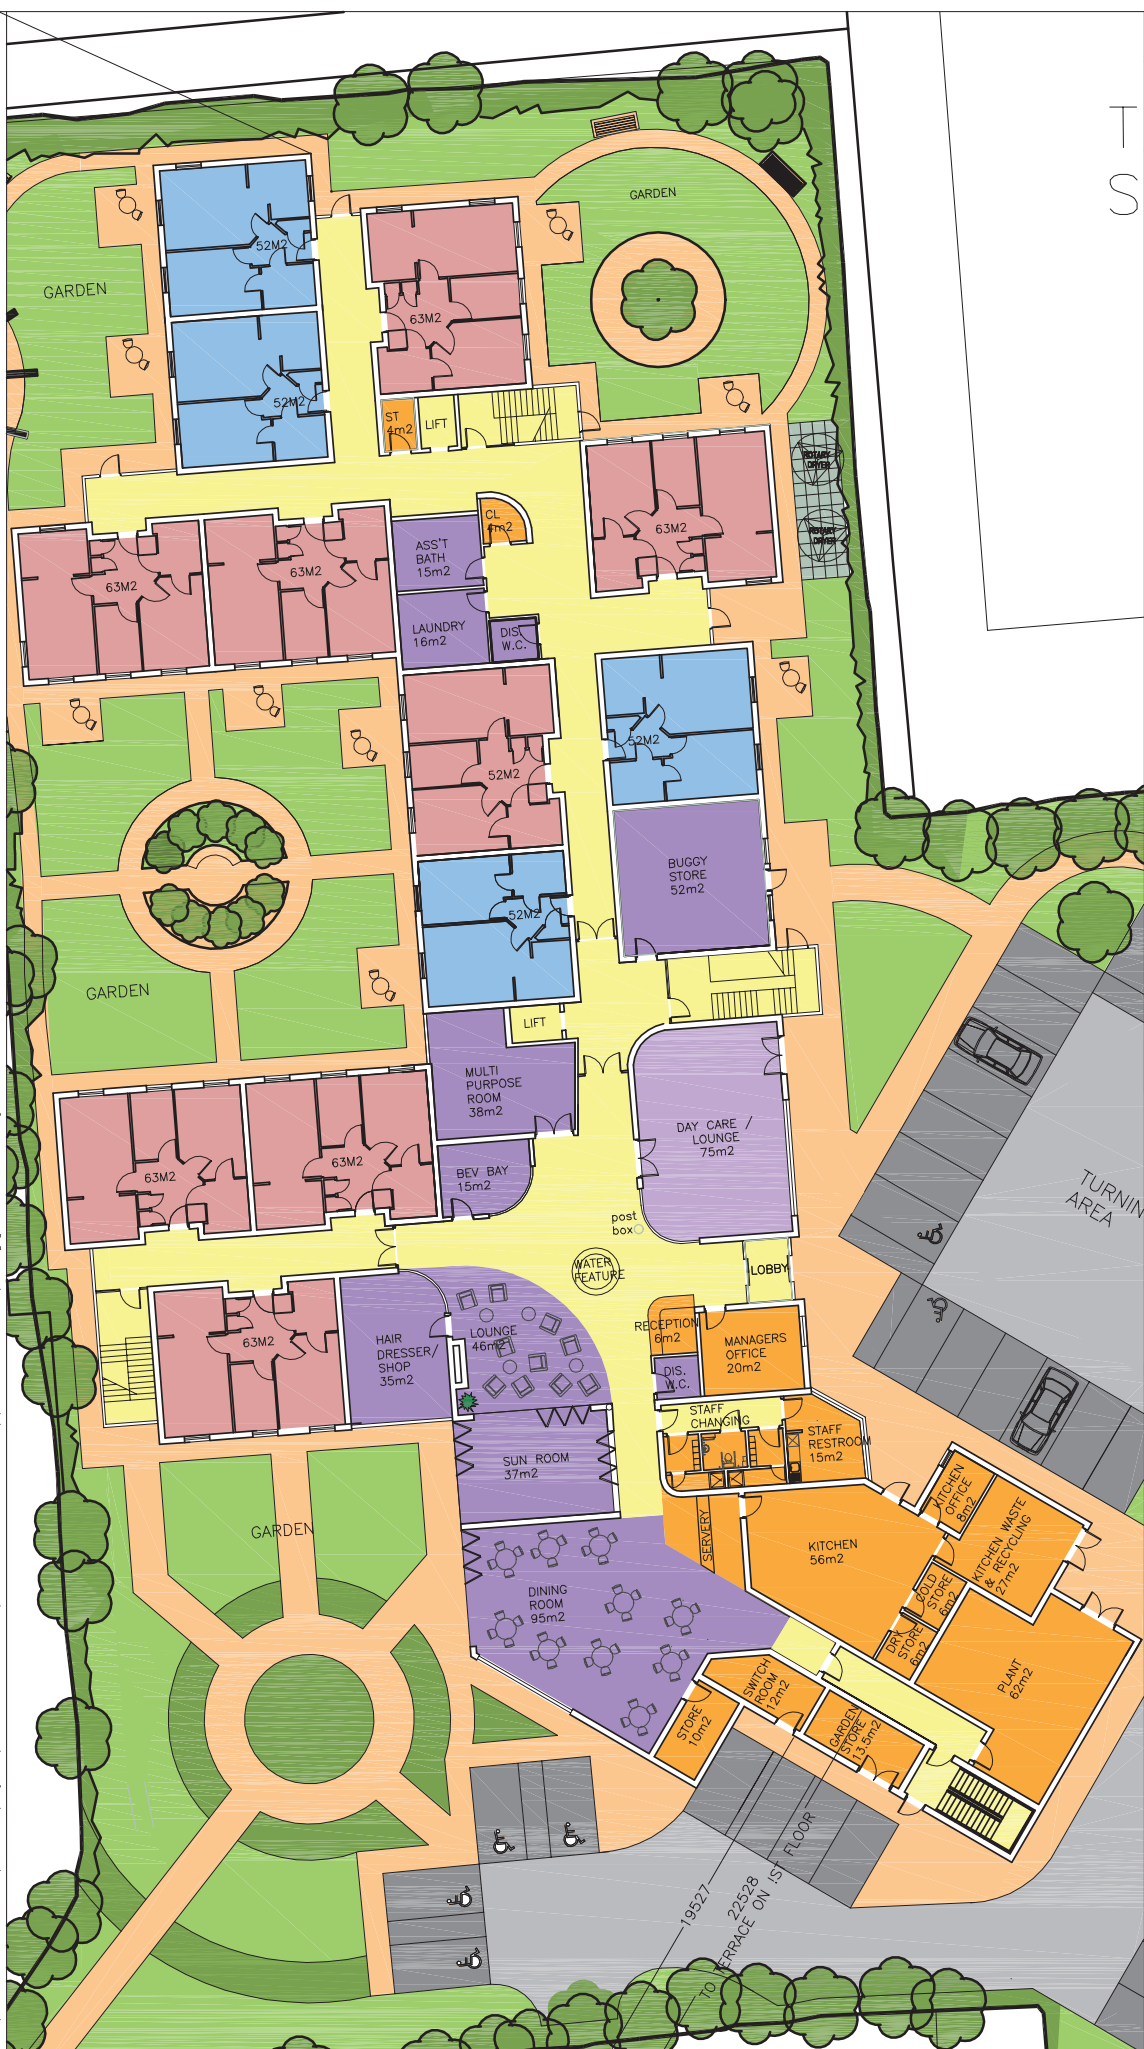 T
S
GARDEN
52M2
GARDEN
63M2
52M2
ST
4m2
LIFT
ROTARY
DRYER
CL
4m2
63M2
ROTARY
DRYER
ASS'T
BATH
15m2
63M2
63M2
LAUNDRY
16m2
DIS.
W.C.
52M2
52M2
BUGGY
STORE
52m2
52M2
GARDEN
LIFT
MULTI
PURPOSE
ROOM
38m2
DAY CARE /
LOUNGE
75m2
63M2
63M2
BEV BAY
15m2
TURNIN
AREA
post
box
WATER
FEATURE
LOBBY
RECEPTION
6m2
MANAGERS
OFFICE
20m2
LOUNGE
46m2
63M2
HAIR
DRESSER/
SHOP
35m2
DIS.
W.C.
STAFF
CHANGING
STAFF
RESTROOM
15m2
SUN ROOM
37m2
KITCHEN
OFFICE
8m2
KITCHEN WASTE
& RECYCLING
27m2
GARDEN
SERVERY
KITCHEN
56m2
COLD
STORE
6m2
DINING
ROOM
95m2
DRY
STORE
6m2
PLANT
62m2
SWITCH
ROOM
12m2
STORE
10m2
GARDEN
STORE
13.5m2
19527
22528
TO TERRACE ON 1ST FLOOR